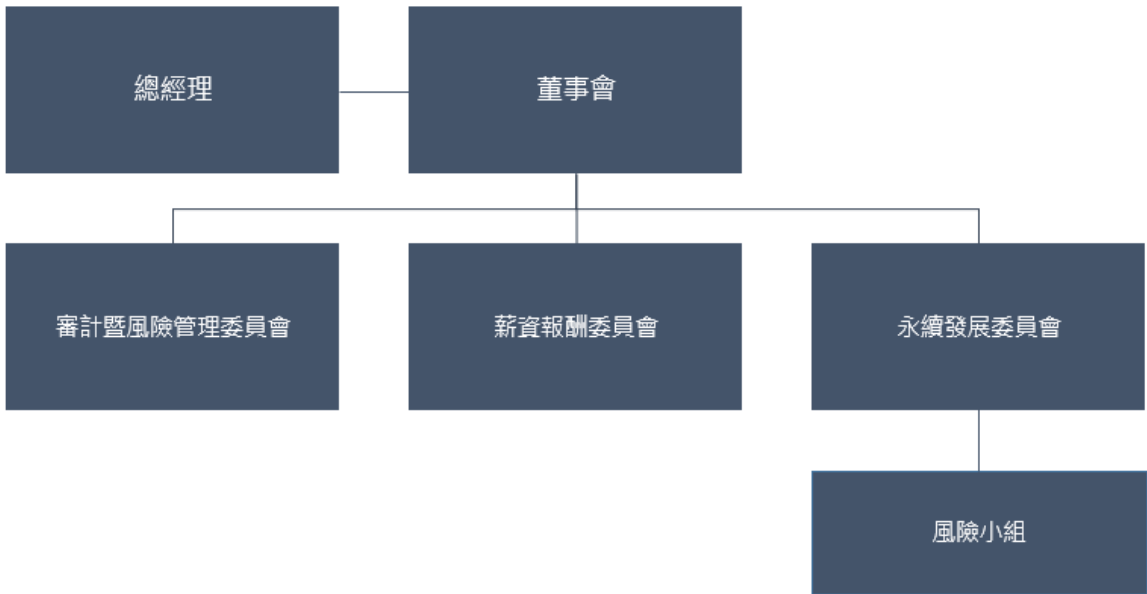 總經理
董事會
審計暨風險管理委員會
薪資報酬委員會
永續發展委員會
風險小組